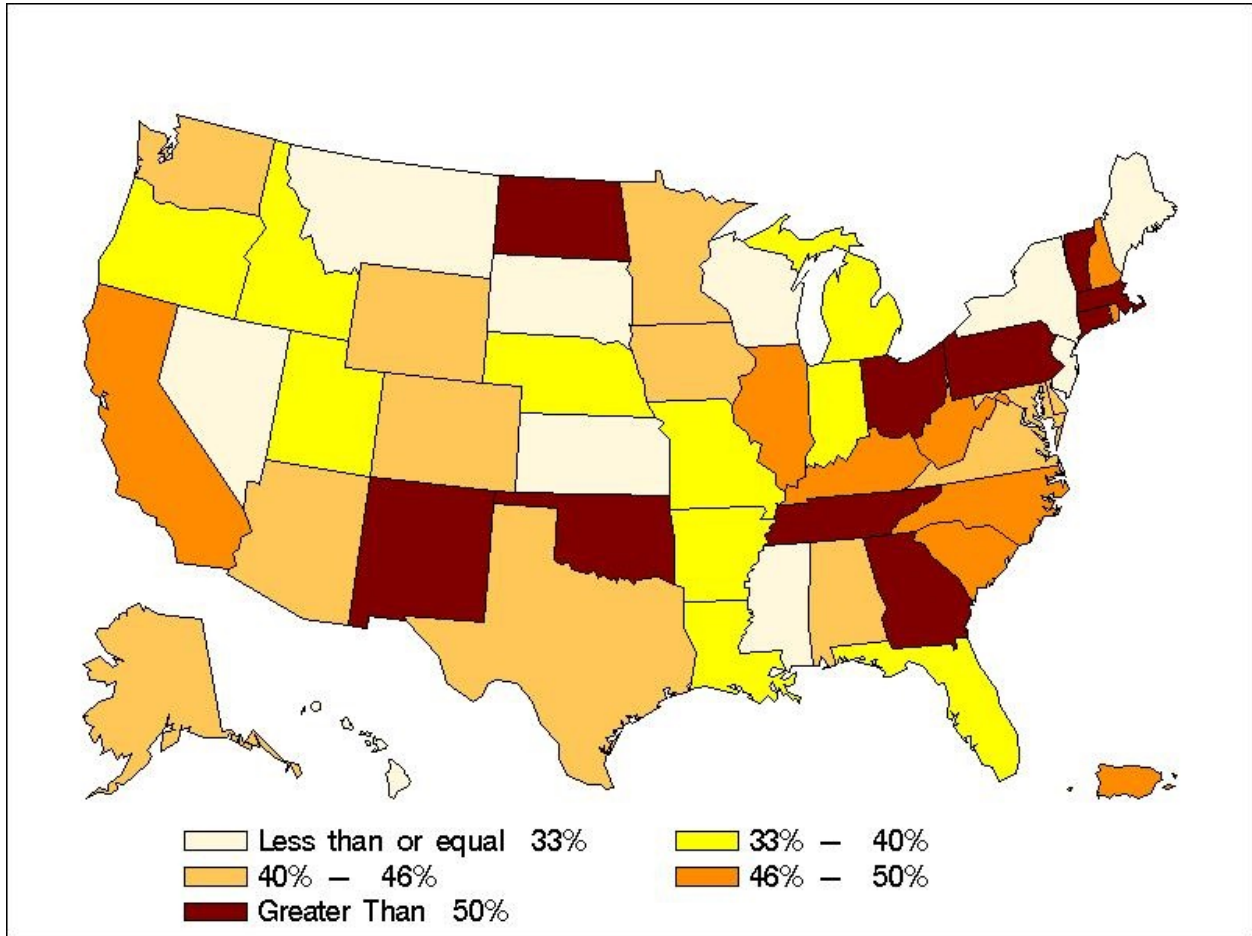 Less than or equal 33%
33% – 40%
40% – 46%
46% – 50%
Greater Than 50%